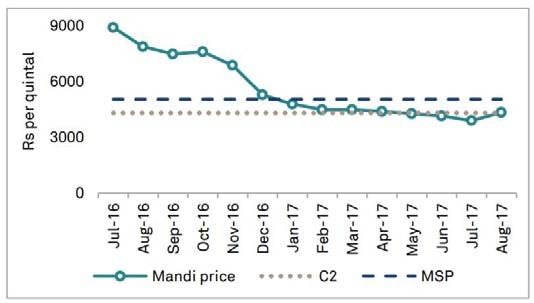 Rs per quintal
9000
6000
3000
0
Jul-16 Aug-16 Sep-16 Oct-16 Nov-16 Dec-16 Jan-17 Feb-17 Mar-17 Apr-17 May-17 Jun-17 Jul-17 Aug-17
Mandi price C2 MSP